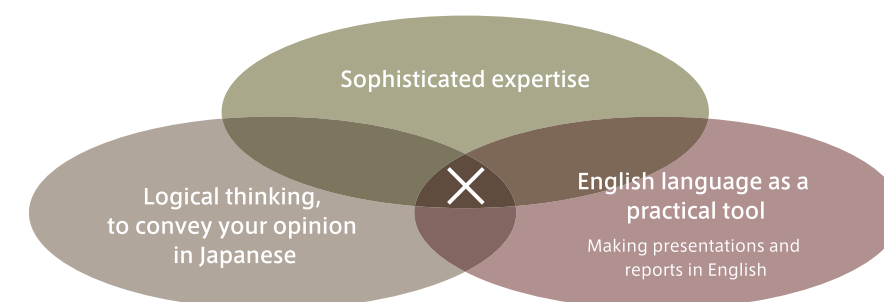 Sophisticated expertise
Logical thinking,
to convey your opinion
in Japanese
English language as a
practical tool
Making presentations and
reports in English